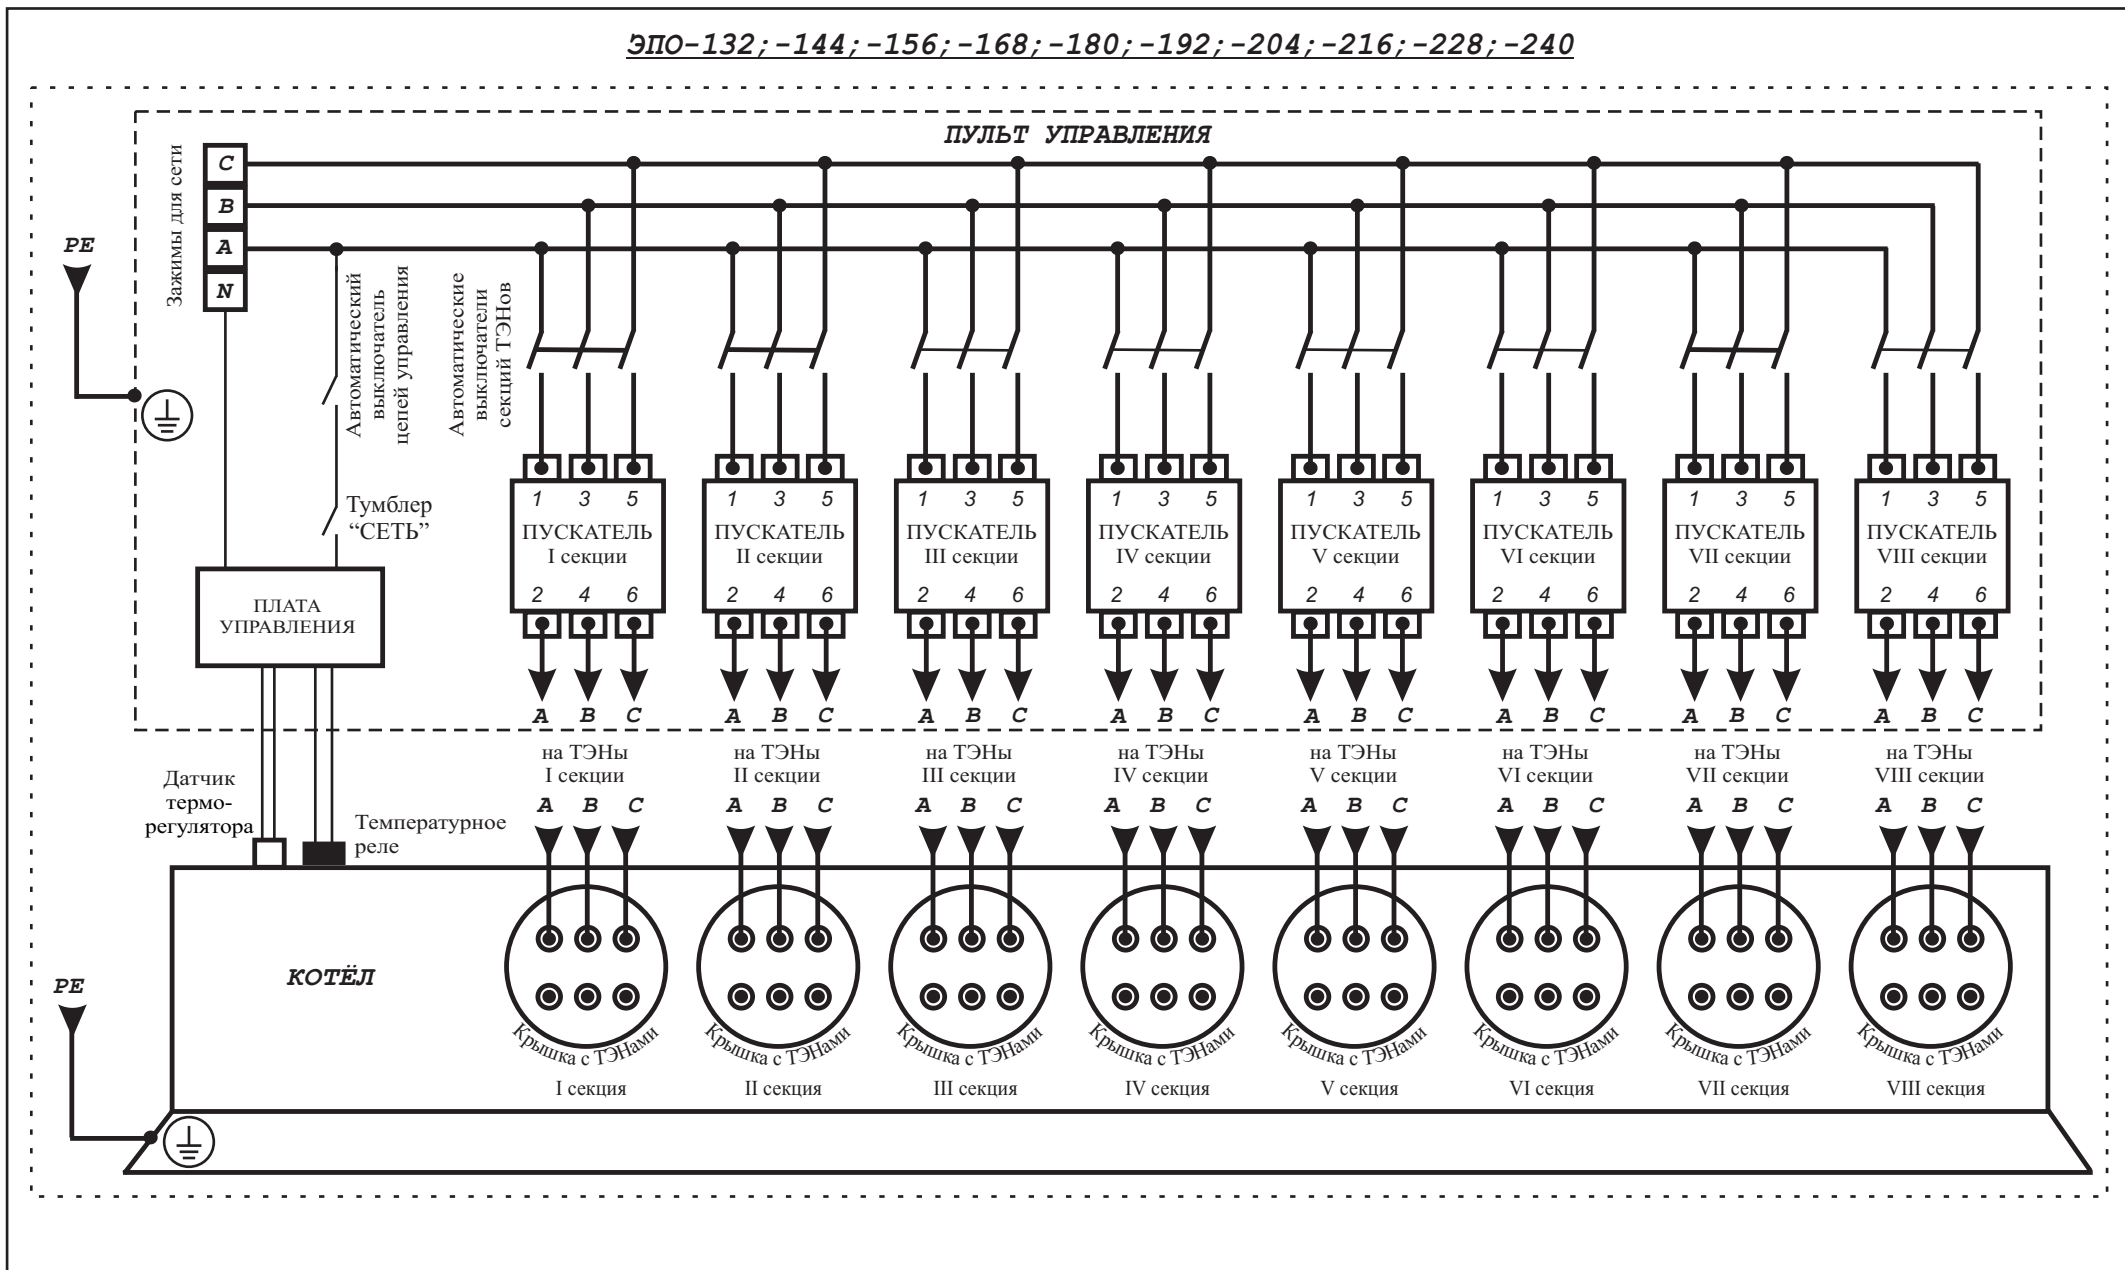 ЭПО-132;-144;-156;-168;-180;-192;-204;-216;-228;-240
ПУЛЬТ УПРАВЛЕНИЯ
Зажимы для сети
C
B
A
N
PE
Автоматический
выключатель
цепей управления
Автоматические
выключатели
секций ТЭНов
Тумблер
“СЕТЬ”
ПЛАТА
УПРАВЛЕНИЯ
1 3 5
ПУСКАТЕЛЬ
I секции
2 4 6
1 3 5
ПУСКАТЕЛЬ
II секции
2 4 6
1 3 5
ПУСКАТЕЛЬ
III секции
2 4 6
1 3 5
ПУСКАТЕЛЬ
IV секции
2 4 6
1 3 5
ПУСКАТЕЛЬ
V секции
2 4 6
1 3 5
ПУСКАТЕЛЬ
VI секции
2 4 6
1 3 5
ПУСКАТЕЛЬ
VII секции
2 4 6
1 3 5
ПУСКАТЕЛЬ
VIII секции
2 4 6
A B C
A B C
A B C
A B C
A B C
A B C
A B C
A B C
на ТЭНы
I секции
на ТЭНы
II секции
на ТЭНы
III секции
на ТЭНы
IV секции
на ТЭНы
V секции
на ТЭНы
VI секции
на ТЭНы
VII секции
на ТЭНы
VIII секции
A B C
A B C
A B C
A B C
A B C
A B C
A B C
A B C
Датчик
термо-
регулятора
Температурное
реле
КОТЁЛ
PE
Крышка с ТЭНами
I секция
Крышка с ТЭНами
II секция
Крышка с ТЭНами
III секция
Крышка с ТЭНами
IV секция
Крышка с ТЭНами
V секция
Крышка с ТЭНами
VI секция
Крышка с ТЭНами
VII секция
Крышка с ТЭНами
VIII секция